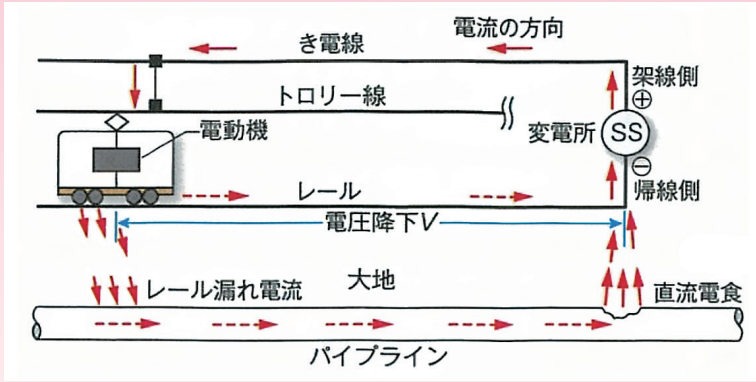 電流の方向
き電線
架線側
⊕
トロリー線
電動機
変電所
SS
⊖
帰線側
レール
電圧降下V
大地
レール漏れ電流
直流電食
パイプライン